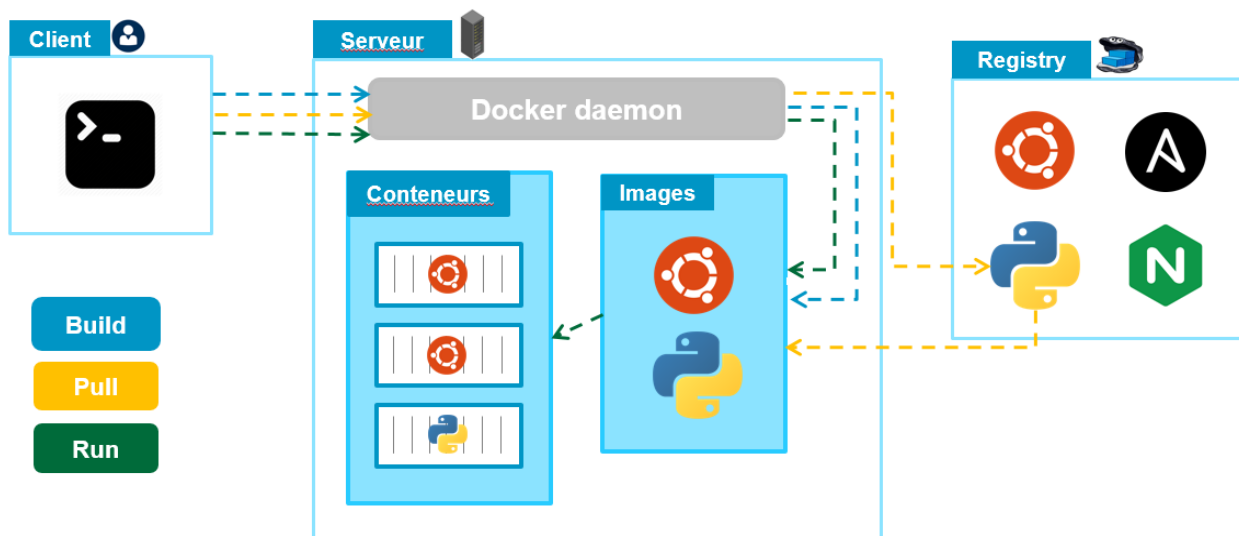 Client
Serveur
Registry
Docker daemon
Conteneurs
Images
Build
Pull
Run